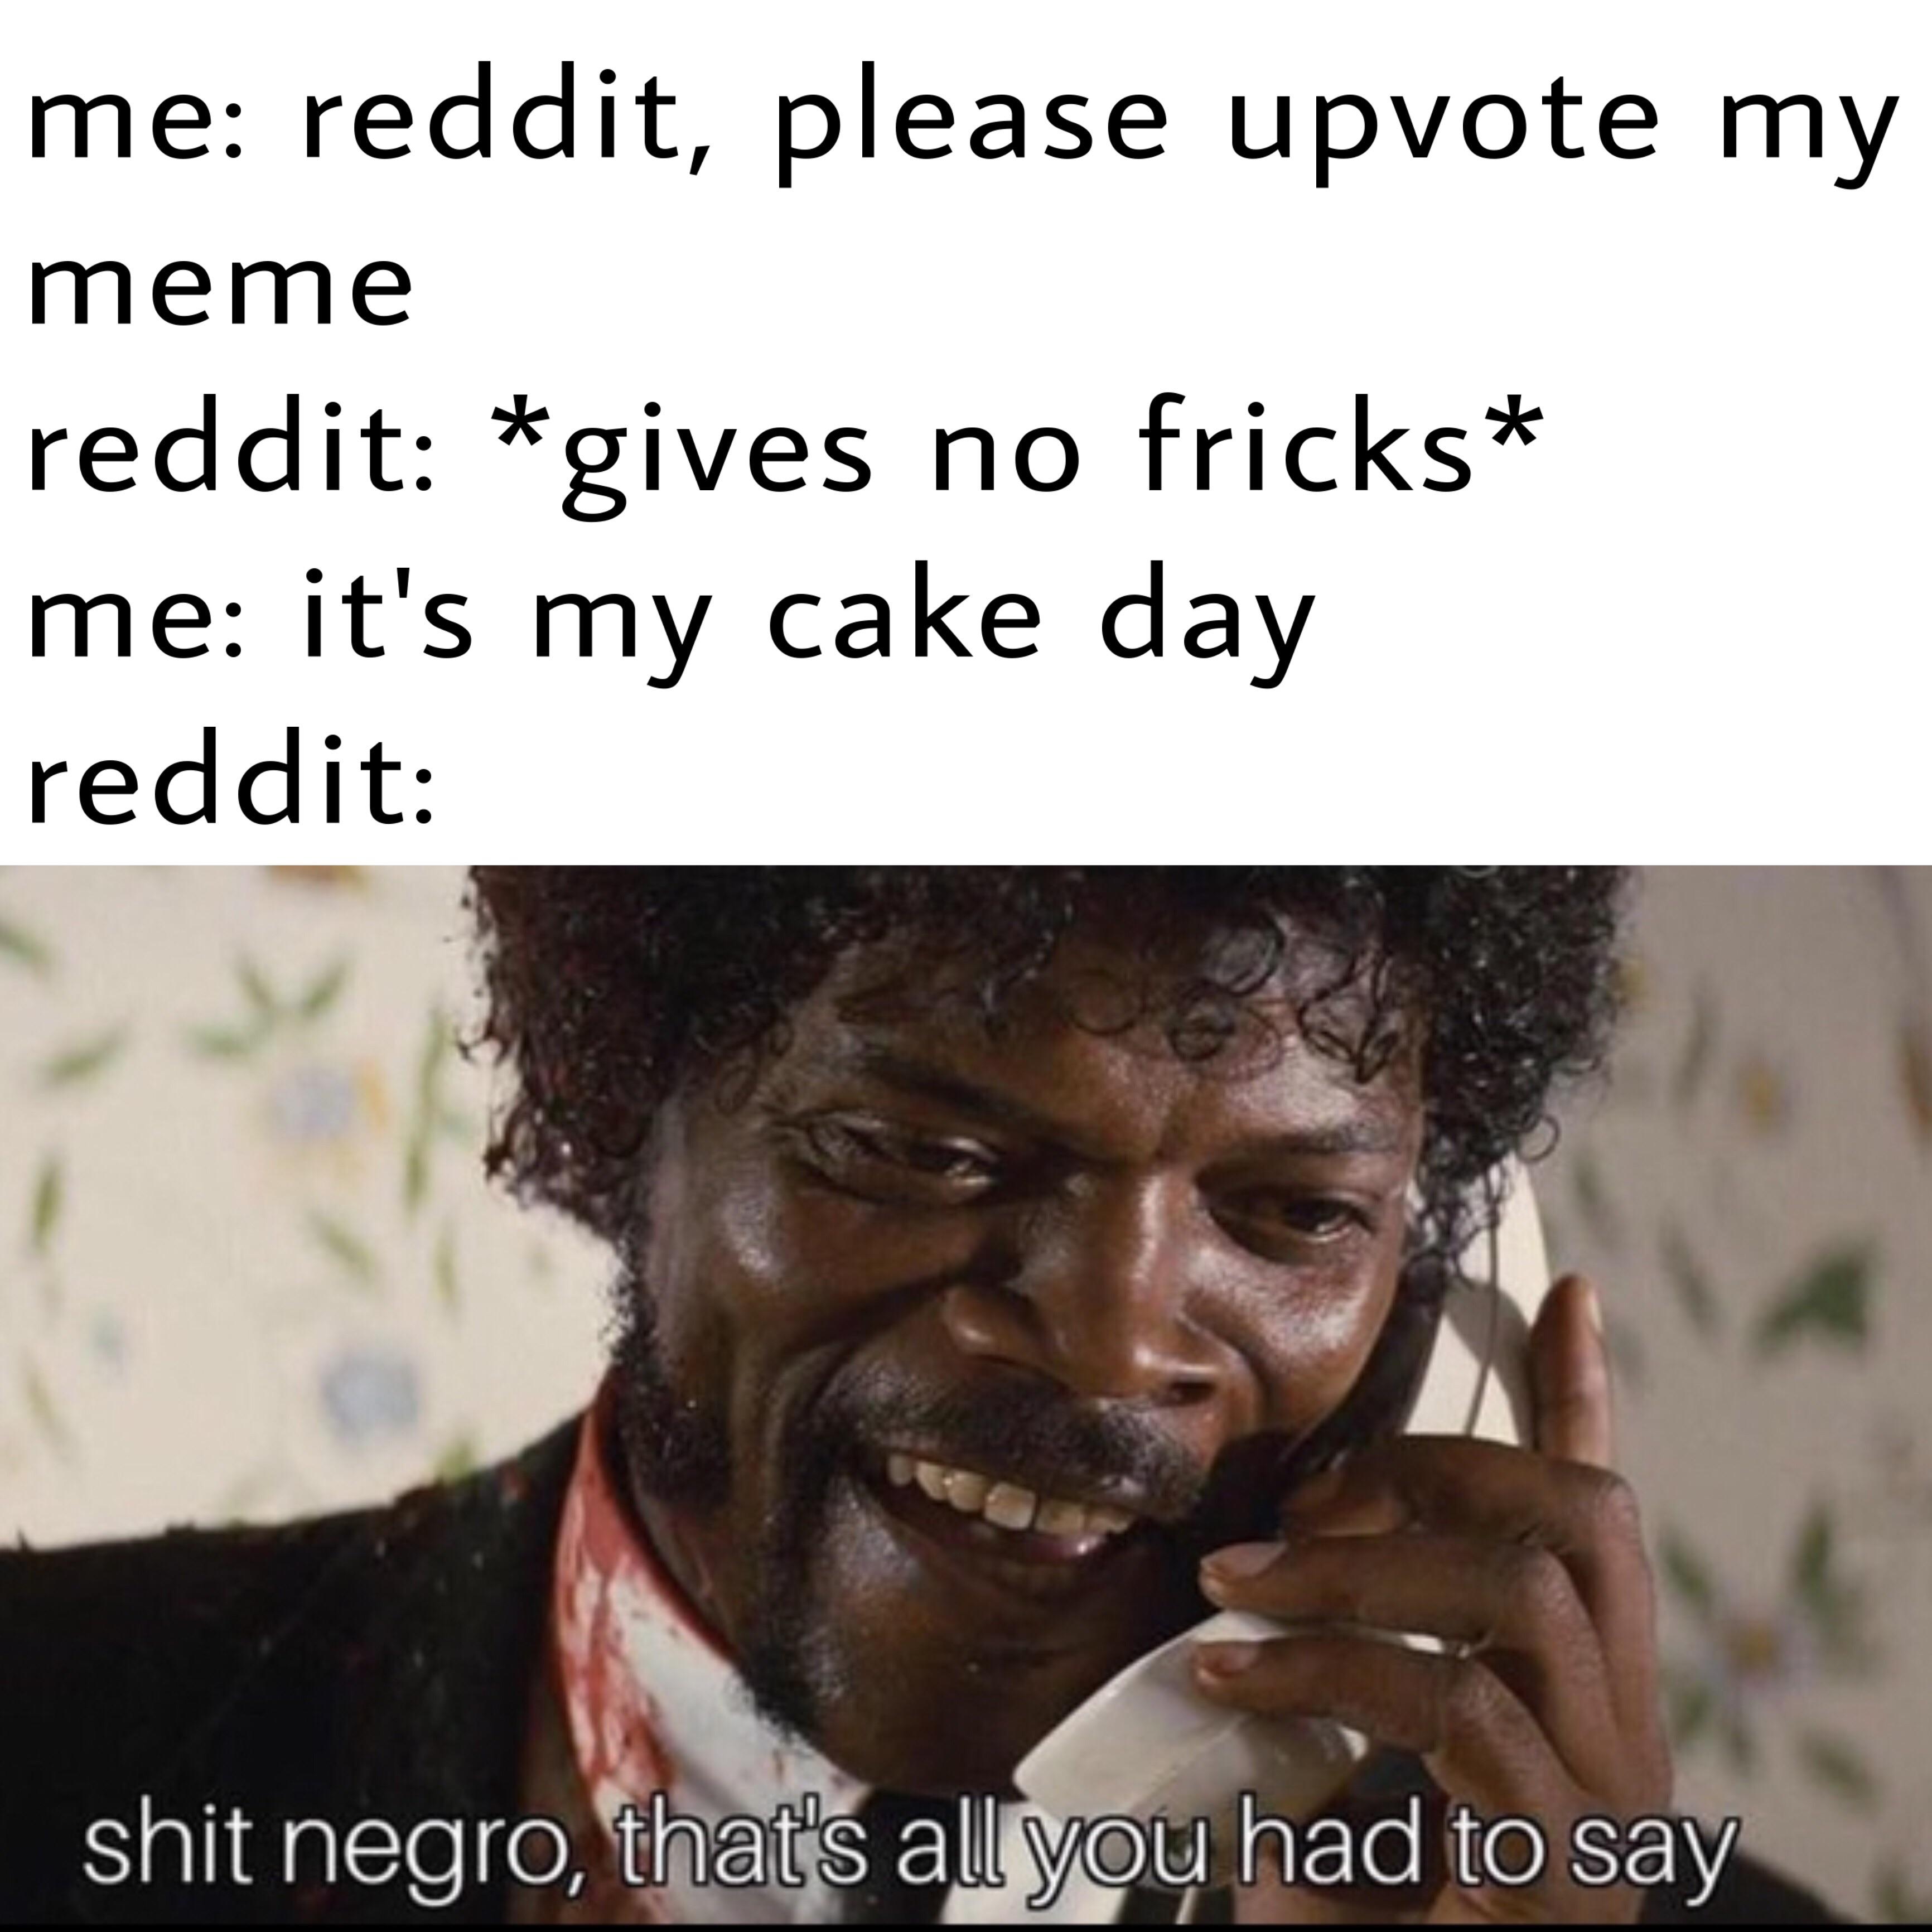 me: reddit, please upvote my
meme
reddit: *gives no fricks*
me: it's my cake day
reddit:
shit negro, that's all you had to say